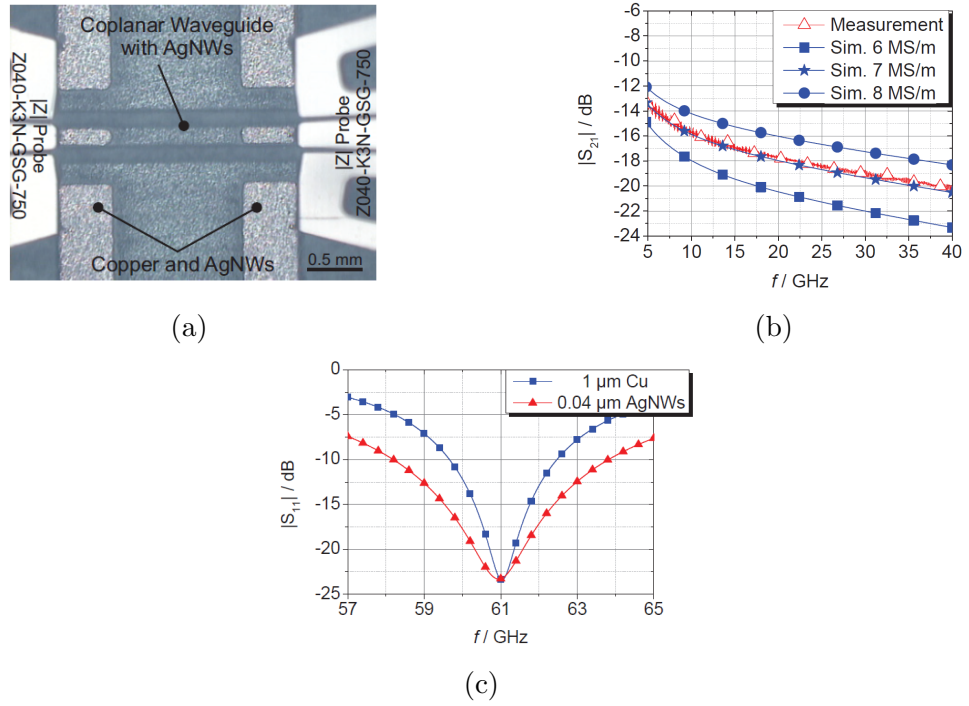 Coplanar Waveguide
with AgNWs
|Z| Probe
Z040-K3N-GSG-750
|Z| Probe
Z040-K3N-GSG-750
Copper and AgNWs
0.5 mm
(a)
Measurement
Sim. 6 MS/m
Sim. 7 MS/m
Sim. 8 MS/m
|S21| / dB
-6
-8
-10
-12
-14
-16
-18
-20
-22
-24
5 10 15 20 25 30 35 40
f / GHz
(b)
1 µm Cu
0.04 µm AgNWs
|S11| / dB
0
-5
-10
-15
-20
-25
57 59 61 63 65
f / GHz
(c)